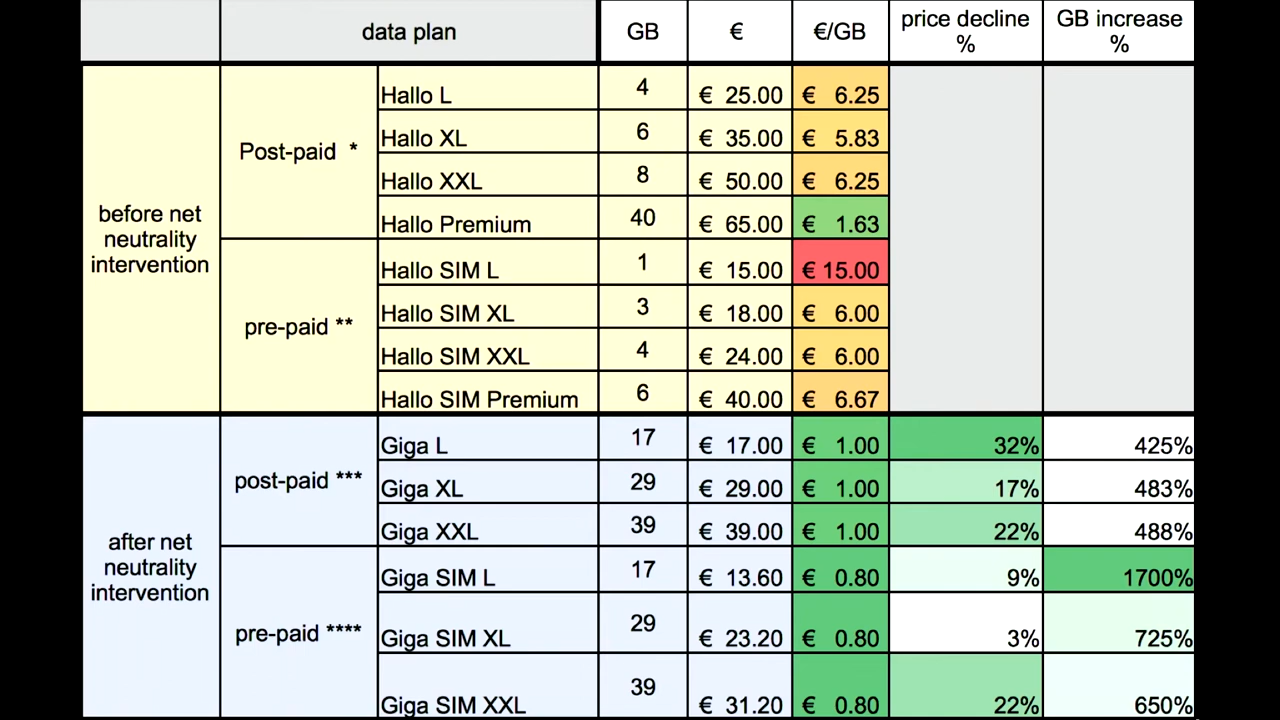 data plan GB € €/GB price decline % GB increase %
before net neutrality intervention
Post-paid *
Hallo L 4 € 25.00 € 6.25
Hallo XL 6 € 35.00 € 5.83
Hallo XXL 8 € 50.00 € 6.25
Hallo Premium 40 € 65.00 € 1.63
pre-paid **
Hallo SIM L 1 € 15.00 € 15.00
Hallo SIM XL 3 € 18.00 € 6.00
Hallo SIM XXL 4 € 24.00 € 6.00
Hallo SIM Premium 6 € 40.00 € 6.67
after net neutrality intervention
post-paid ***
Giga L 17 € 17.00 € 1.00 32% 425%
Giga XL 29 € 29.00 € 1.00 17% 483%
Giga XXL 39 € 39.00 € 1.00 22% 488%
pre-paid ****
Giga SIM L 17 € 13.60 € 0.80 9% 1700%
Giga SIM XL 29 € 23.20 € 0.80 3% 725%
Giga SIM XXL 39 € 31.20 € 0.80 22% 650%